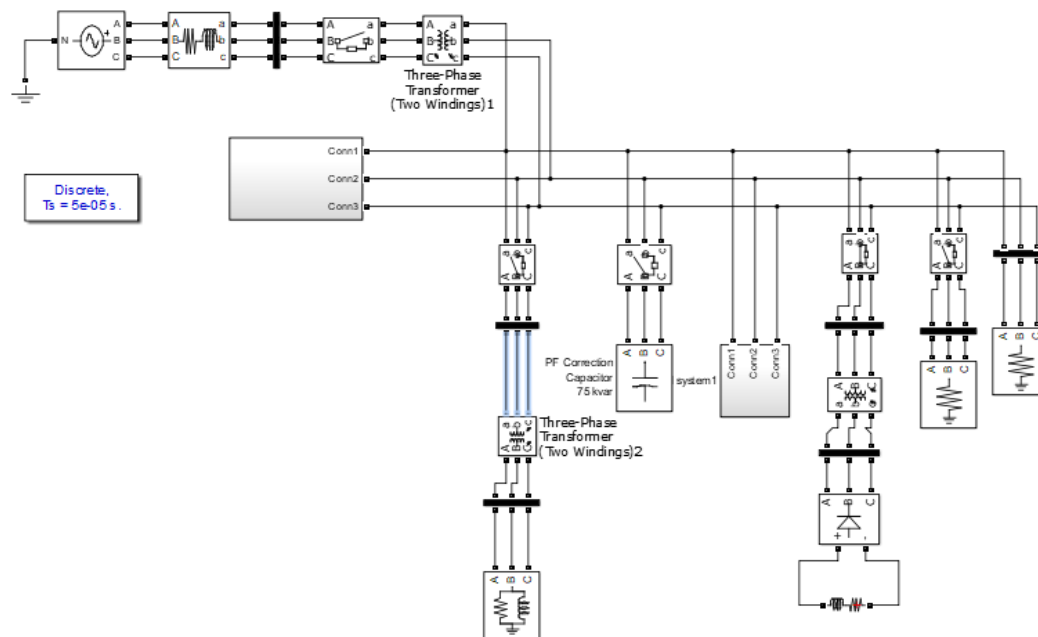 N
A
B
C
A
B
C
a
b
c
A
B
C
a
b
c
A
B
C
a
b
c
Three-Phase
Transformer
(Two Windings)1
Discrete,
Ts = 5e-05 s.
Conn1
Conn2
Conn3
a
c
A
B
C
a
c
A
B
C
a
c
A
B
C
a
c
A
B
C
A
B
C
PF Correction
Capacitor
75 kvar
A
B
C
system1
Conn1
Conn2
Conn3
A
B
C
a
b
A
B
C
a
b
c
A
B
C
Three-Phase
Transformer
(Two Windings)2
A
B
C
+
-
A
B
C